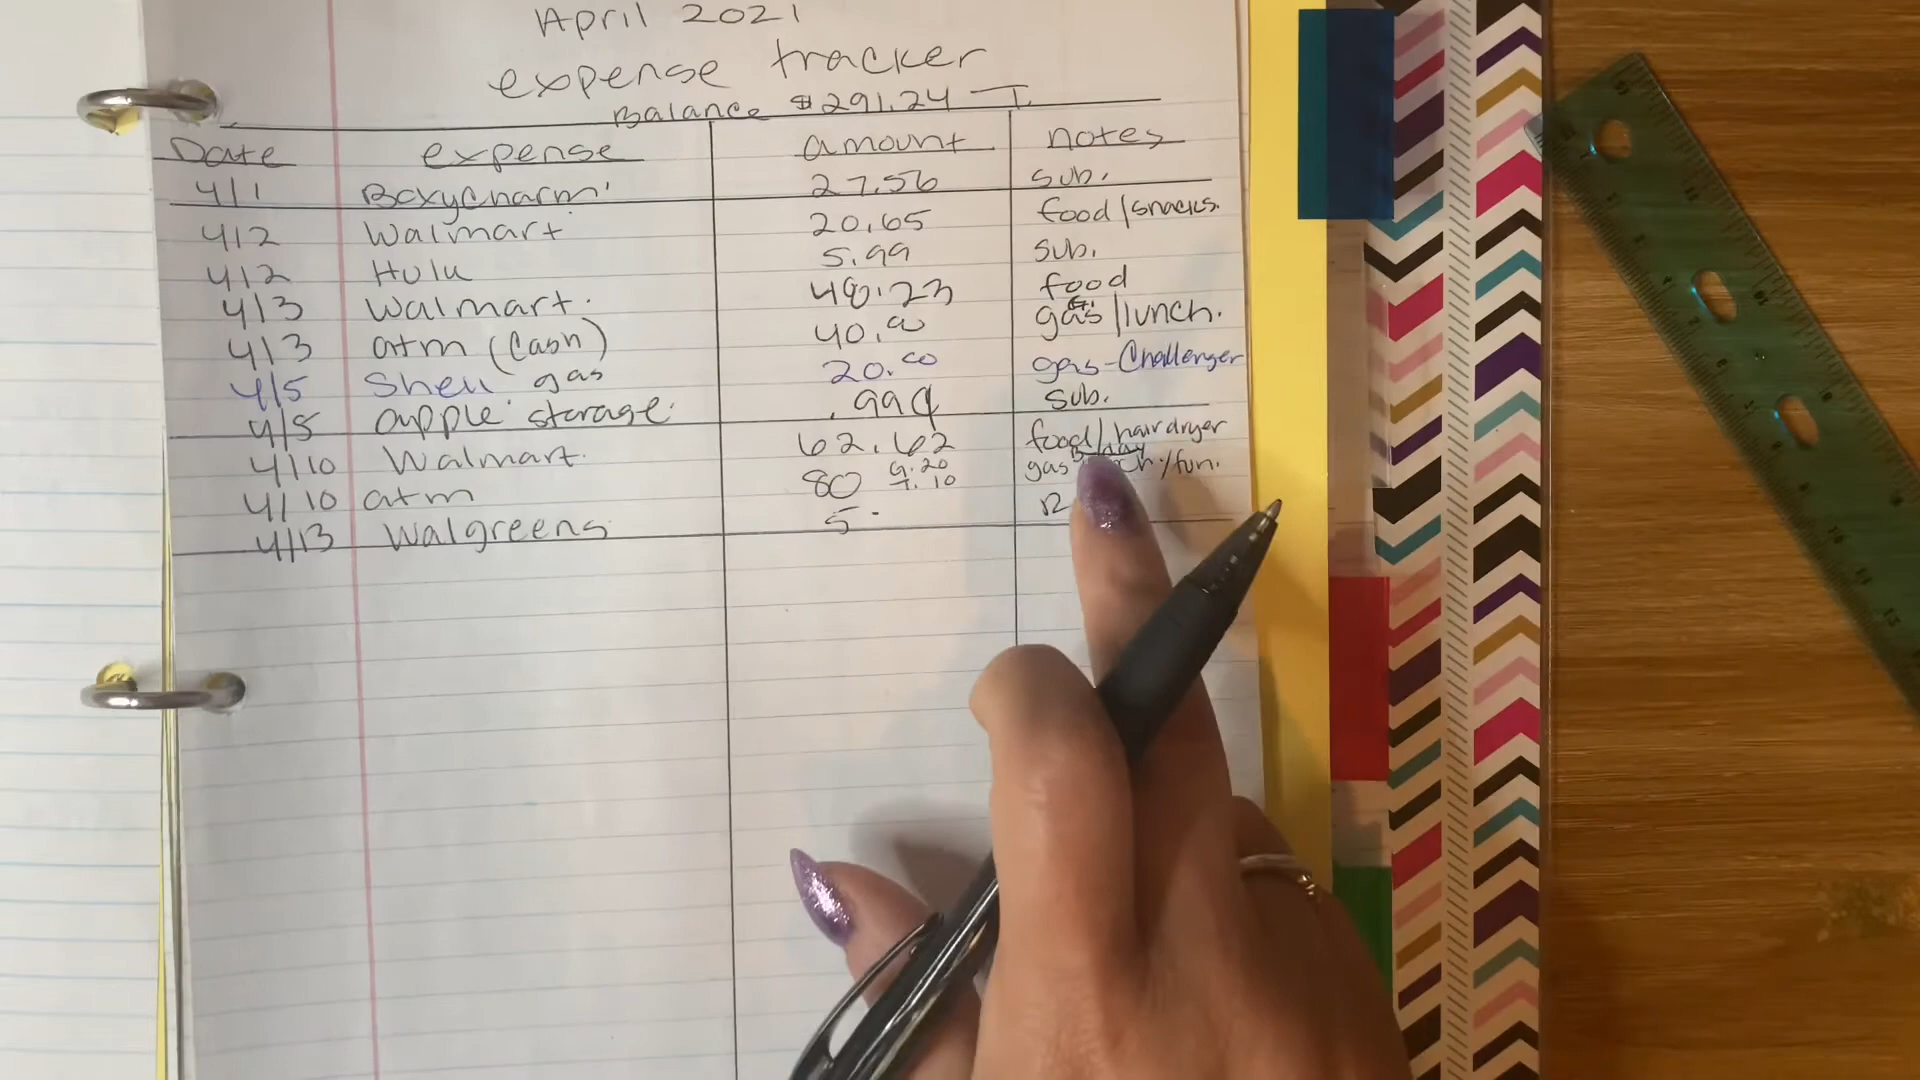 April 2021
expense tracker
Balance $291.24
Date expense amount notes
4/1 Boxycharm 27.56 sub.
4/2 Walmart 20.65 food/snacks.
4/2 Hulu 5.99 sub.
4/3 Walmart. 48.23 food
4/3 atm (Cash) 40.00 gas/lunch.
4/5 Shell gas 20.00 gas-Challenger
4/5 apple storage .99¢ sub.
4/10 Walmart. 62.62 food/hairdryer
4/10 atm 80 G.20 gas /fun.
4/13 Walgreens 5.